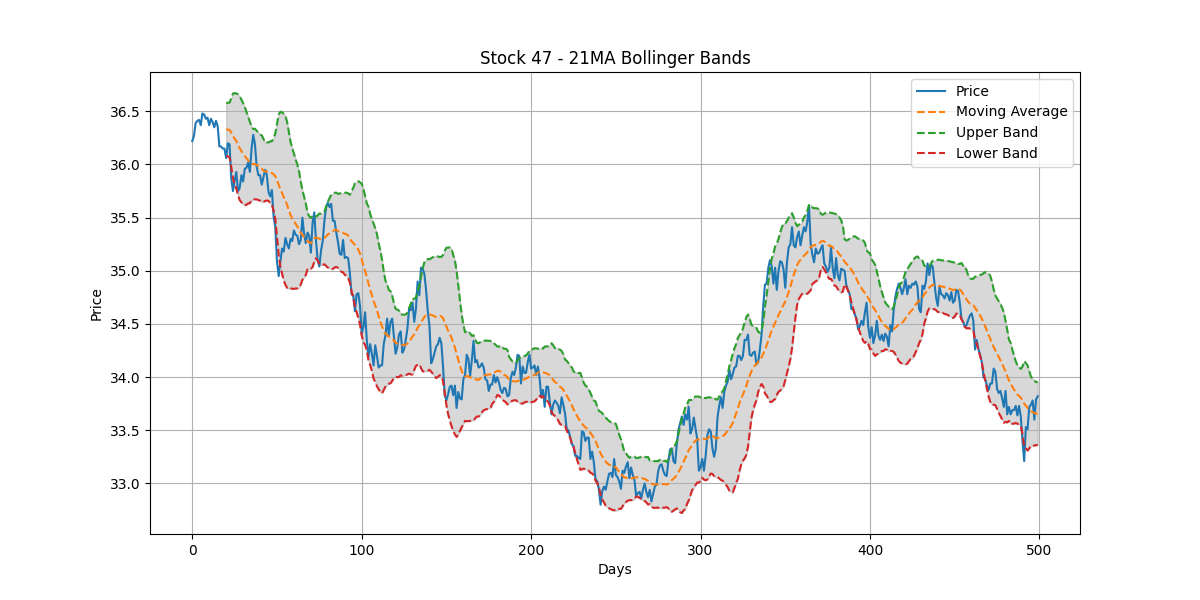 Stock 47 - 21MA Bollinger Bands
Price
Moving Average
Upper Band
Lower Band
36.5
36.0
35.5
35.0
34.5
34.0
33.5
33.0
Price
0
100
200
300
400
500
Days